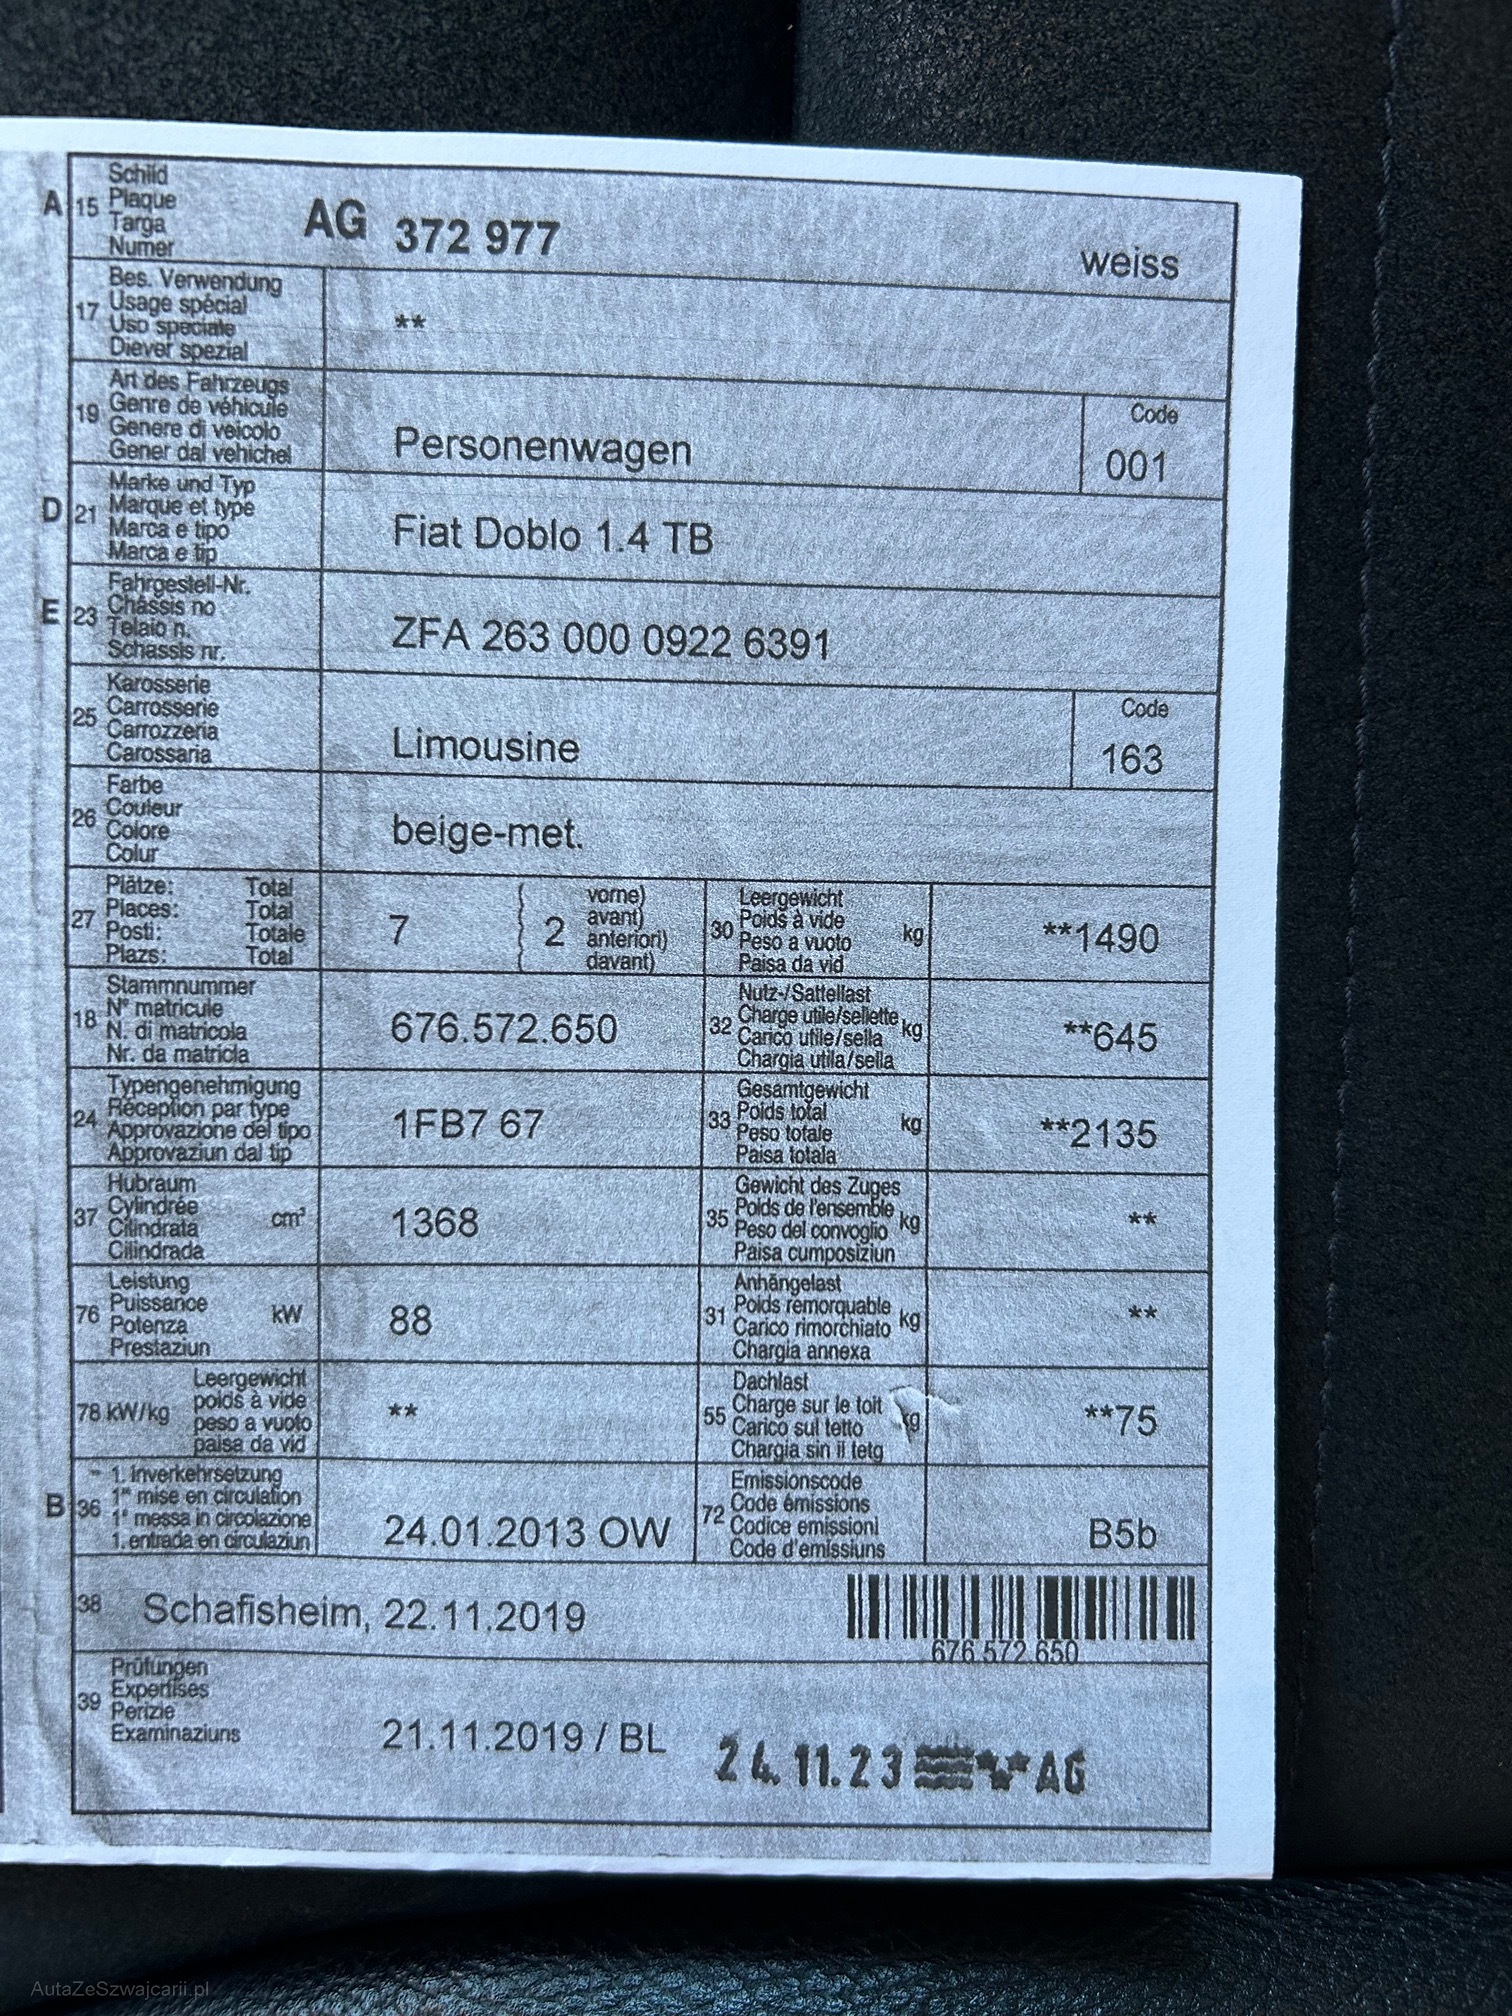 A 15 Schild
Plaque
Targa
Numer
AG 372 977
weiss
17 Bes. Verwendung
Usage spécial
Uso speciale
Diever spezial
**
19 Art des Fahrzeugs
Genre de véhicule
Genere di veicolo
Gener dal vehichel
Personenwagen
Code
001
D 21 Marke und Typ
Marque et type
Marca e tipo
Marca e tip
Fiat Doblo 1.4 TB
E 23 Fahrgestell-Nr.
Châssis no
Telaio n.
Schassis nr.
ZFA 263 000 0922 6391
25 Karosserie
Carrosserie
Carrozzeria
Carossaria
Limousine
Code
163
26 Farbe
Couleur
Colore
Colur
beige-met.
27 Plätze: Total
Places: Total
Posti: Totale
Plazs: Total
7
2
vorne)
avant)
anteriori)
davant)
30 Leergewicht
Poids à vide
Peso a vuoto
Paisa da vid
kg
**1490
18 Stammnummer
N° matricule
N. di matricola
Nr. da matricla
676.572.650
32 Nutz-/Sattellast
Charge utile/sellette
Carico utile/sella
Chargia utila/sella
kg
**645
24 Typengenehmigung
Réception par type
Approvazione del tipo
Approvaziun dal tip
1FB7 67
33 Gesamtgewicht
Poids total
Peso totale
Paisa totala
kg
**2135
37 Hubraum
Cylindrée
Cilindrata
Cilindrada
cm³
1368
35 Gewicht des Zuges
Poids de l'ensemble
Peso del convoglio
Paisa cumposiziun
kg
**
76 Leistung
Puissance
Potenza
Prestaziun
kW
88
31 Anhängelast
Poids remorquable
Carico rimorchiato
Chargia annexa
kg
**
78 kW/kg
Leergewicht
poids à vide
peso a vuoto
paisa da vid
**
55 Dachlast
Charge sur le toit
Carico sul tetto
Chargia sin il tetg
kg
**75
B 36 1. Inverkehrsetzung
1re mise en circulation
1a messa in circolazione
1. entrada en circulaziun
24.01.2013 OW
72 Emissionscode
Code émissions
Codice emissioni
Code d'emissiuns
B5b
38 Schafisheim, 22.11.2019
676 572 650
39 Prüfungen
Expertises
Perizie
Examinaziuns
21.11.2019 / BL
24.11.23 AG
AutaZeSzwajcarii.pl